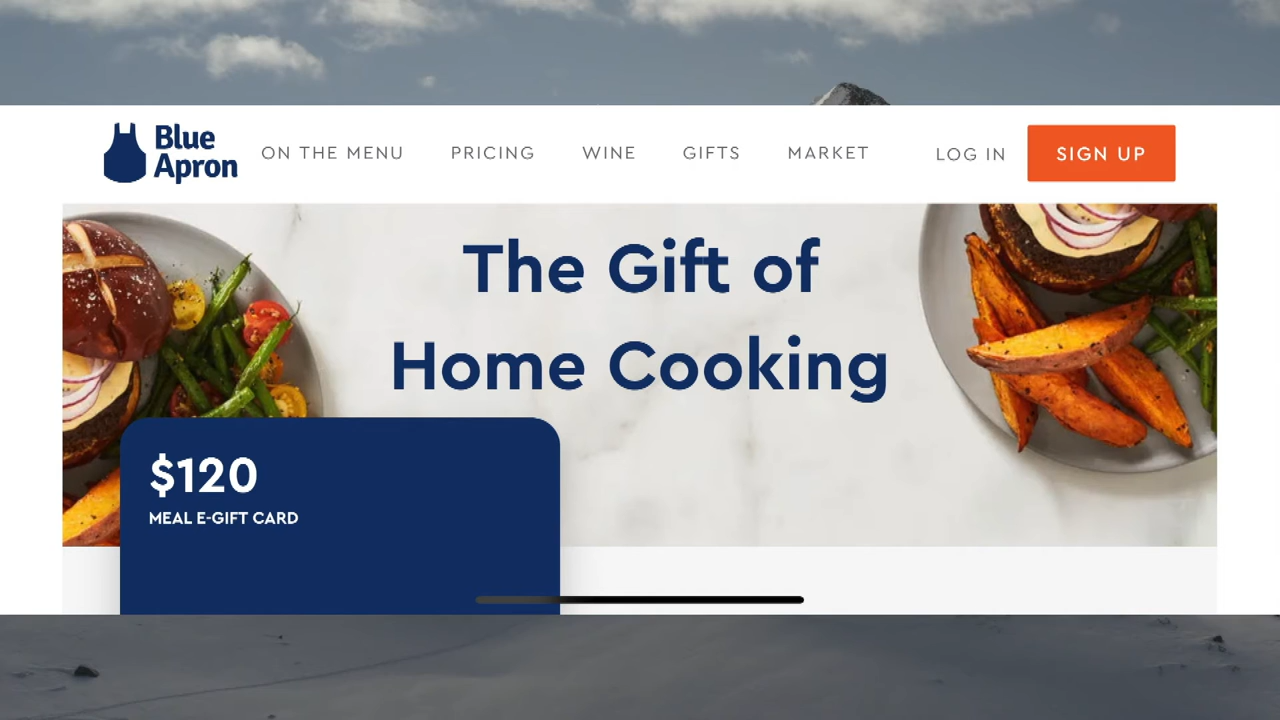 Blue
Apron
ON THE MENU
PRICING
WINE
GIFTS
MARKET
LOG IN
SIGN UP
The Gift of
Home Cooking
$120
MEAL E-GIFT CARD